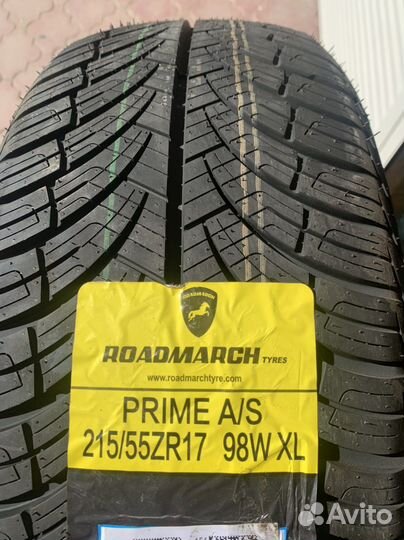 ROADMARCH
ROADMARCH TYRES
www.roadmarchtyre.com
PRIME A/S
215/55ZR17 98W XL
Avito